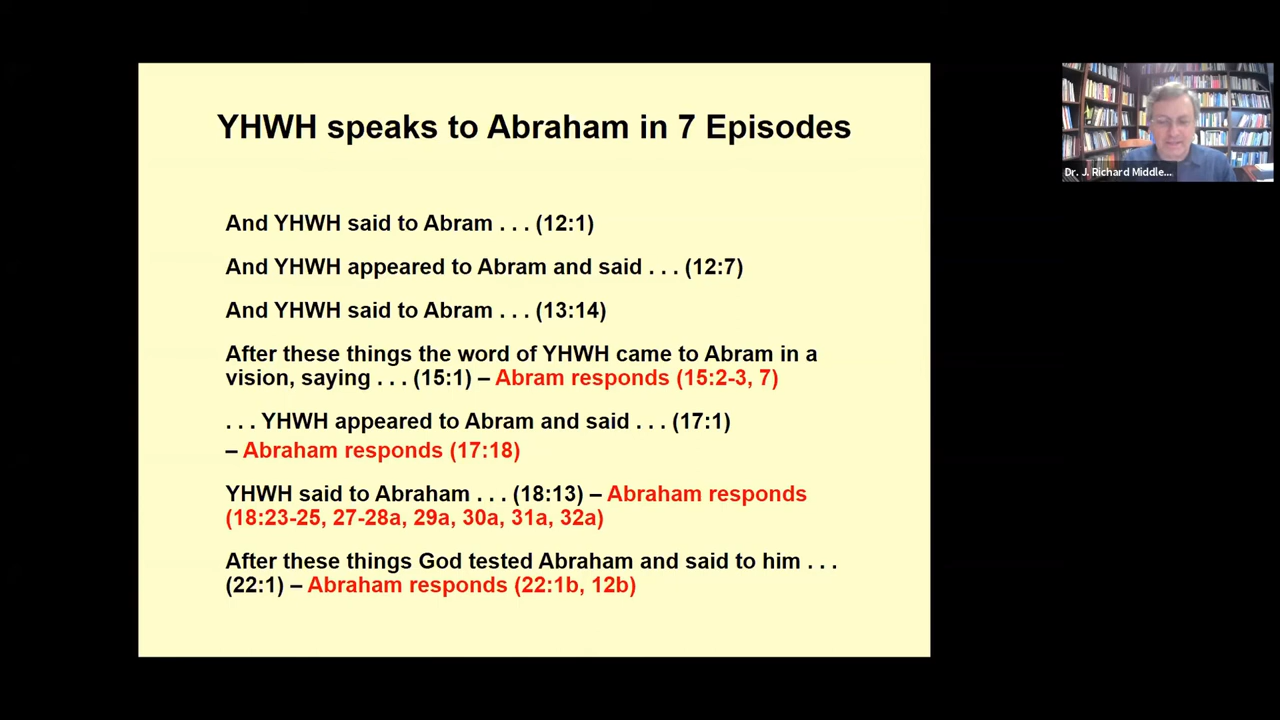 YHWH speaks to Abraham in 7 Episodes
And YHWH said to Abram . . . (12:1)
And YHWH appeared to Abram and said . . . (12:7)
And YHWH said to Abram . . . (13:14)
After these things the word of YHWH came to Abram in a
vision, saying . . . (15:1) – Abram responds (15:2-3, 7)
. . . YHWH appeared to Abram and said . . . (17:1)
– Abraham responds (17:18)
YHWH said to Abraham . . . (18:13) – Abraham responds
(18:23-25, 27-28a, 29a, 30a, 31a, 32a)
After these things God tested Abraham and said to him . . .
(22:1) – Abraham responds (22:1b, 12b)
Dr. J. Richard Middle...